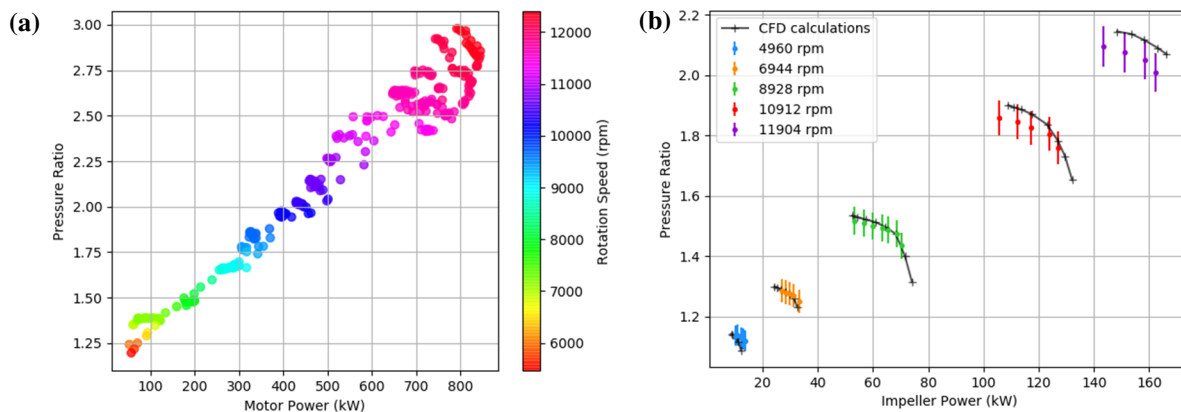 (a)
3.00
2.75
2.50
2.25
2.00
1.75
1.50
1.25
Pressure Ratio
100 200 300 400 500 600 700 800
Motor Power (kW)
12000
11000
10000
9000
8000
7000
6000
Rotation Speed (rpm)
(b)
2.2
2.0
1.8
1.6
1.4
1.2
Pressure Ratio
CFD calculations
4960 rpm
6944 rpm
8928 rpm
10912 rpm
11904 rpm
20 40 60 80 100 120 140 160
Impeller Power (kW)